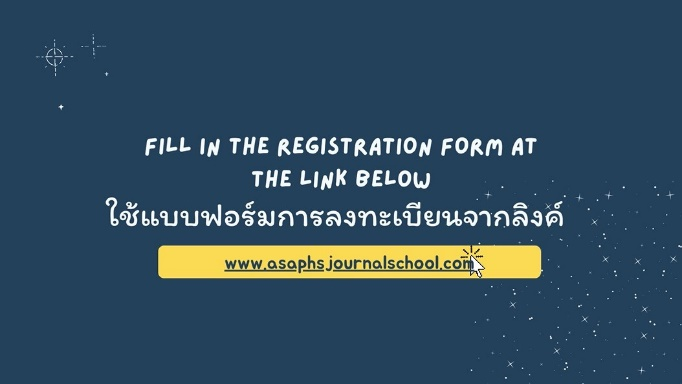 FILL IN THE REGISTRATION FORM AT
THE LINK BELOW
ใช้แบบฟอร์มการลงทะเบียนจากลิงค์
www.asaphsjournalschool.com